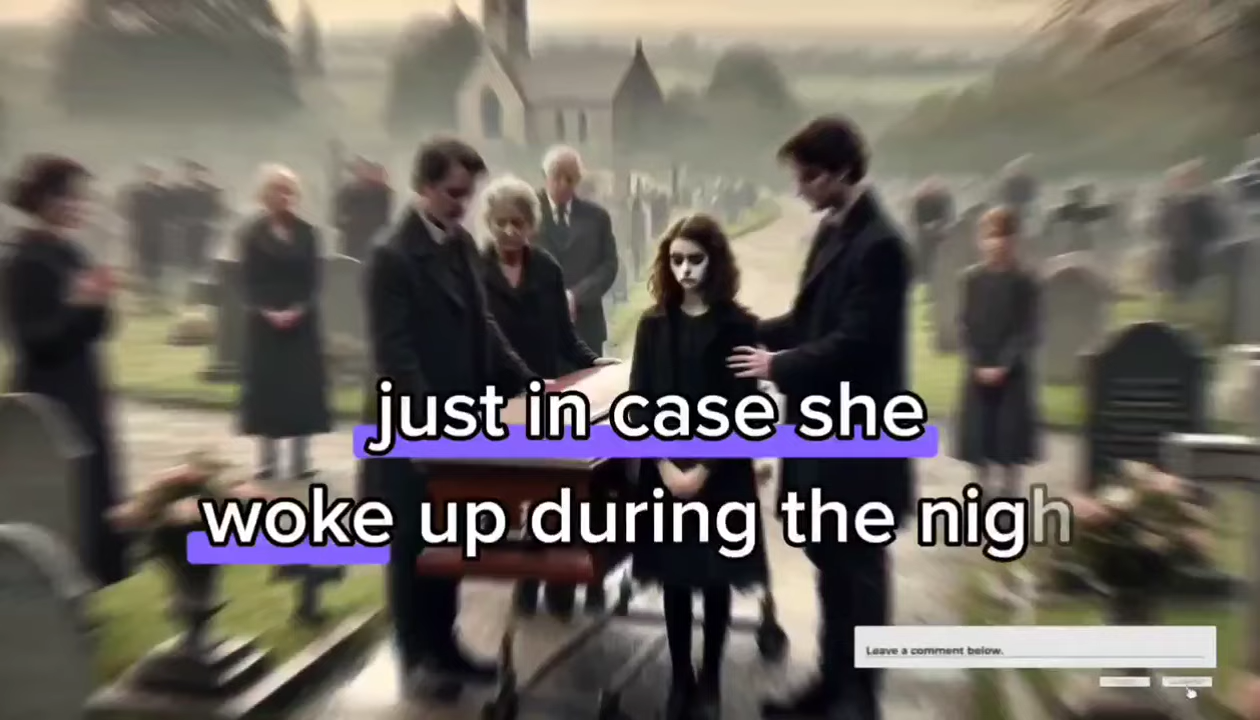 just in case she
woke up during the nigh
Leave a comment below.